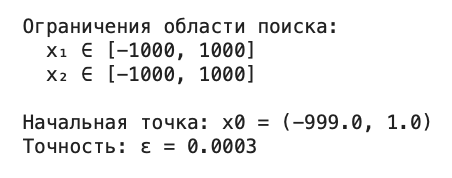 Ограничения области поиска:
x₁ ∈ [-1000, 1000]
x₂ ∈ [-1000, 1000]
Начальная точка: x0 = (-999.0, 1.0)
Точность: ε = 0.0003